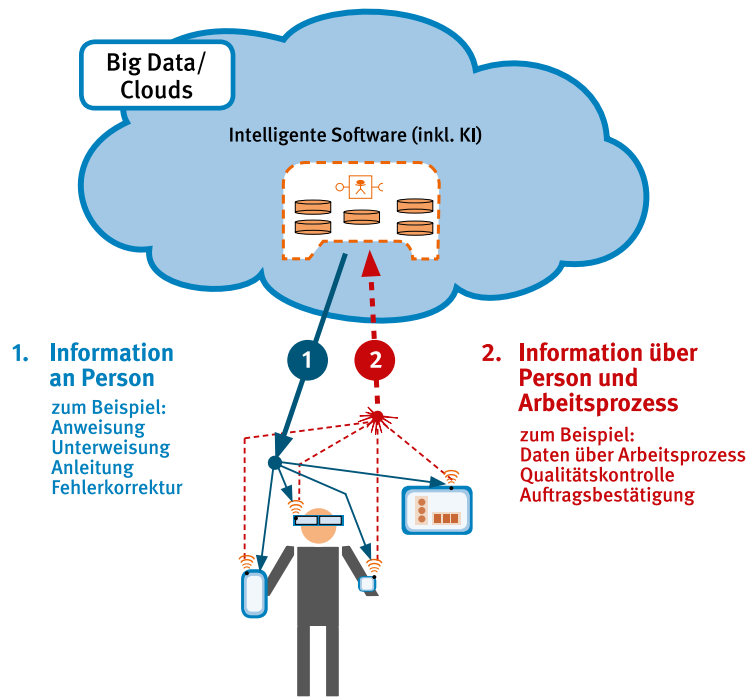 Big Data/
Clouds
Intelligente Software (inkl. KI)
1
2
1. Information
an Person
zum Beispiel:
Anweisung
Unterweisung
Anleitung
Fehlerkorrektur
2. Information über
Person und
Arbeitsprozess
zum Beispiel:
Daten über Arbeitsprozess
Qualitätskontrolle
Auftragsbestätigung